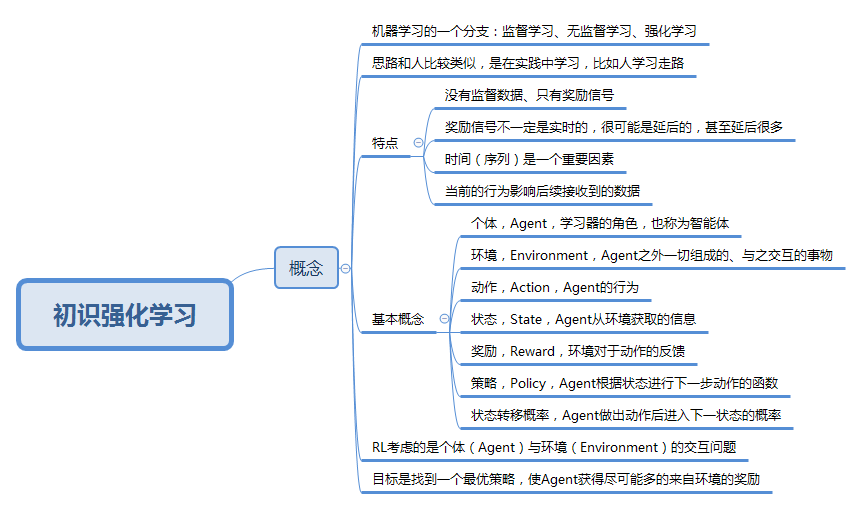 机器学习的一个分支：监督学习、无监督学习、强化学习
思路和人比较类似，是在实践中学习，比如人学习走路
没有监督数据、只有奖励信号
奖励信号不一定是实时的，很可能是延后的，甚至延后很多
特点
时间（序列）是一个重要因素
当前的行为影响后续接收到的数据
个体，Agent，学习器的角色，也称为智能体
环境，Environment，Agent之外一切组成的、与之交互的事物
概念
动作，Action，Agent的行为
初识强化学习
基本概念
状态，State，Agent从环境获取的信息
奖励，Reward，环境对于动作的反馈
策略，Policy，Agent根据状态进行下一步动作的函数
状态转移概率，Agent做出动作后进入下一状态的概率
RL考虑的是个体（Agent）与环境（Environment）的交互问题
目标是找到一个最优策略，使Agent获得尽可能多的来自环境的奖励